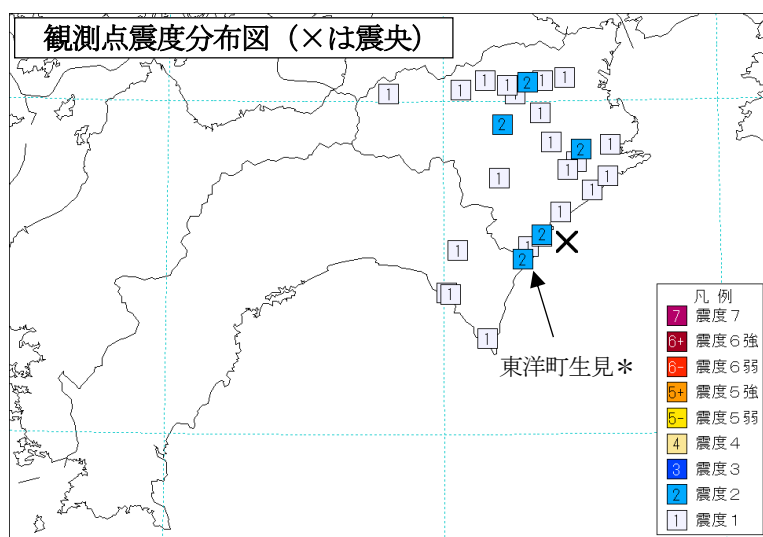 観測点震度分布図（×は震央）
1 1 1 2 1 1
1 1
1
2
1
1
2
1
1
1
1
1
1
2
1
2
1
1
1
東洋町生見＊
凡例
7 震度７
6+ 震度６強
6- 震度６弱
5+ 震度５強
5- 震度５弱
4 震度４
3 震度３
2 震度２
1 震度１